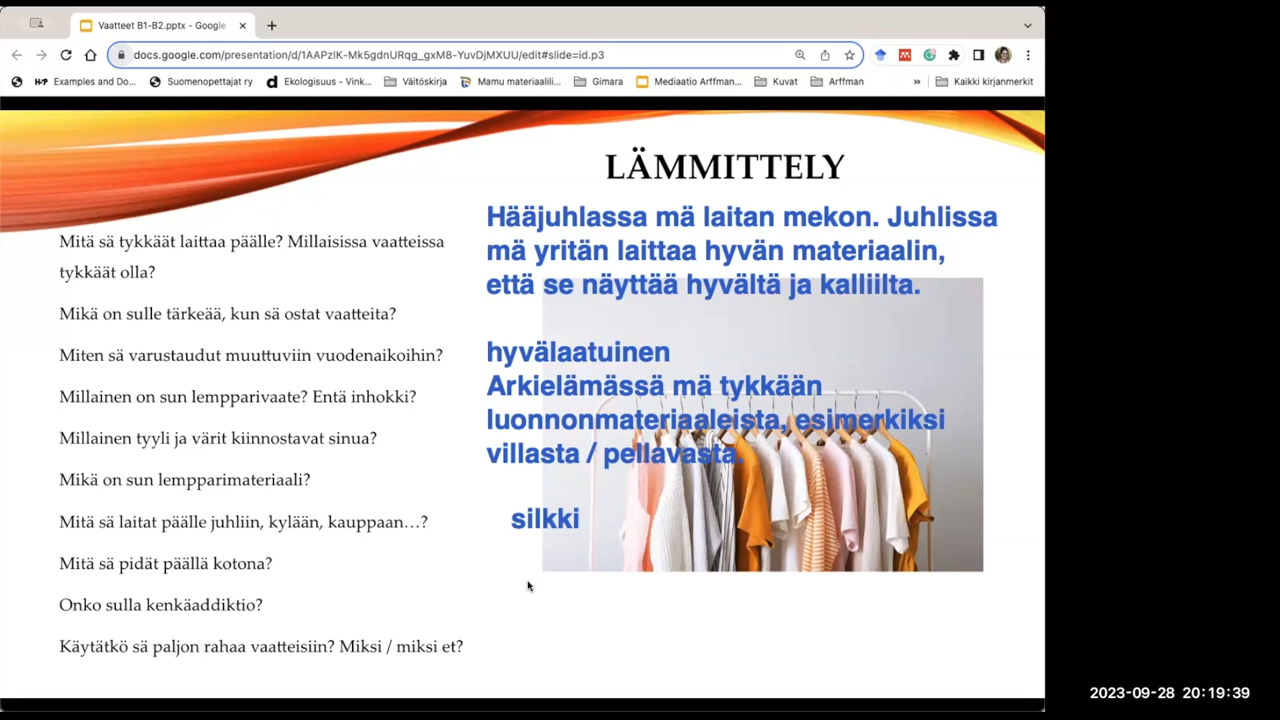 Vaatteet B1-B2.pptx - Google
docs.google.com/presentation/d/1AAPzIK-Mk5gdnURqg_gxM8-YuvDjMXUU/edit#slide=id.p3
Examples and Do...
Suomenopettajat ry
Ekologisuus - Vink...
Väitöskirja
Mamu materiaalili...
Gimara
Mediaatio Arffman...
Kuvat
Arffman
»
Kaikki kirjanmerkit
LÄMMITTELY
Mitä sä tykkäät laittaa päälle? Millaisissa vaatteissa
tykkäät olla?
Mikä on sulle tärkeää, kun sä ostat vaatteita?
Miten sä varustaudut muuttuviin vuodenaikoihin?
Millainen on sun lempparivaate? Entä inhokki?
Millainen tyyli ja värit kiinnostavat sinua?
Mikä on sun lempparimateriaali?
Mitä sä laitat päälle juhliin, kylään, kauppaan…?
Mitä sä pidät päällä kotona?
Onko sulla kenkäaddiktio?
Käytätkö sä paljon rahaa vaatteisiin? Miksi / miksi et?
Hääjuhlassa mä laitan mekon. Juhlissa
mä yritän laittaa hyvän materiaalin,
että se näyttää hyvältä ja kalliilta.
hyvälaatuinen
Arkielämässä mä tykkään
luonnonmateriaaleista, esimerkiksi
villasta / pellavasta.
silkki
2023-09-28 20:19:39